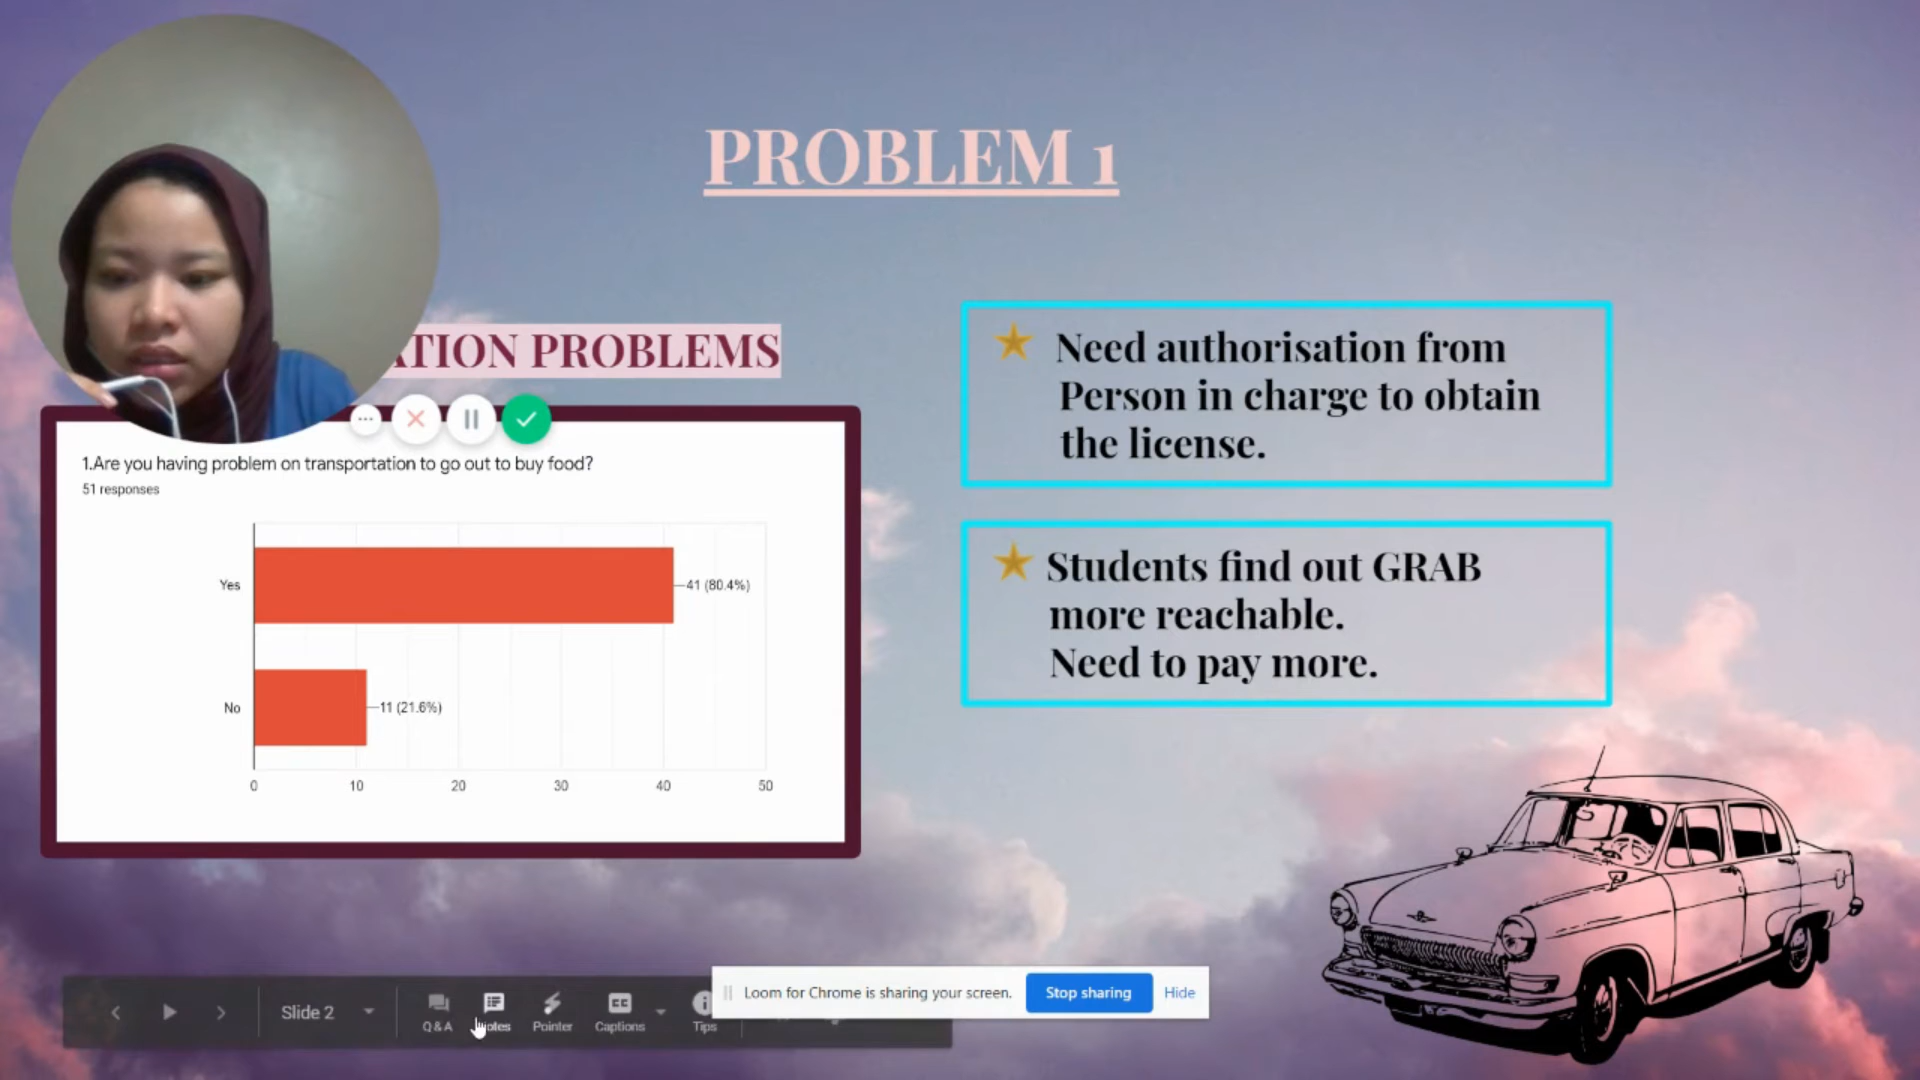 PROBLEM 1
ATION PROBLEMS
1.Are you having problem on transportation to go out to buy food?
51 responses
Yes
41 (80.4%)
No
11 (21.6%)
0 10 20 30 40 50
Need authorisation from
Person in charge to obtain
the license.
Students find out GRAB
more reachable.
Need to pay more.
Slide 2
Q & A
Pointer
CC
Captions
Tips
Loom for Chrome is sharing your screen.
Stop sharing
Hide